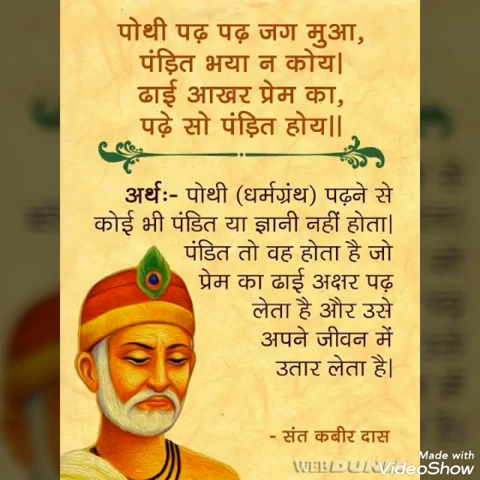 पोथी पढ़ पढ़ जग मुआ,
पंड़ित भया न कोय|
ढाई आखर प्रेम का,
पढ़े सो पंड़ित होय||
अर्थः- पोथी (धर्मग्रंथ) पढ़ने से
कोई भी पंडित या ज्ञानी नहीं होता|
पंडित तो वह होता है जो
प्रेम का ढाई अक्षर पढ़
लेता है और उसे
अपने जीवन में
उतार लेता है|
- संत कबीर दास
Made with
VideoShow